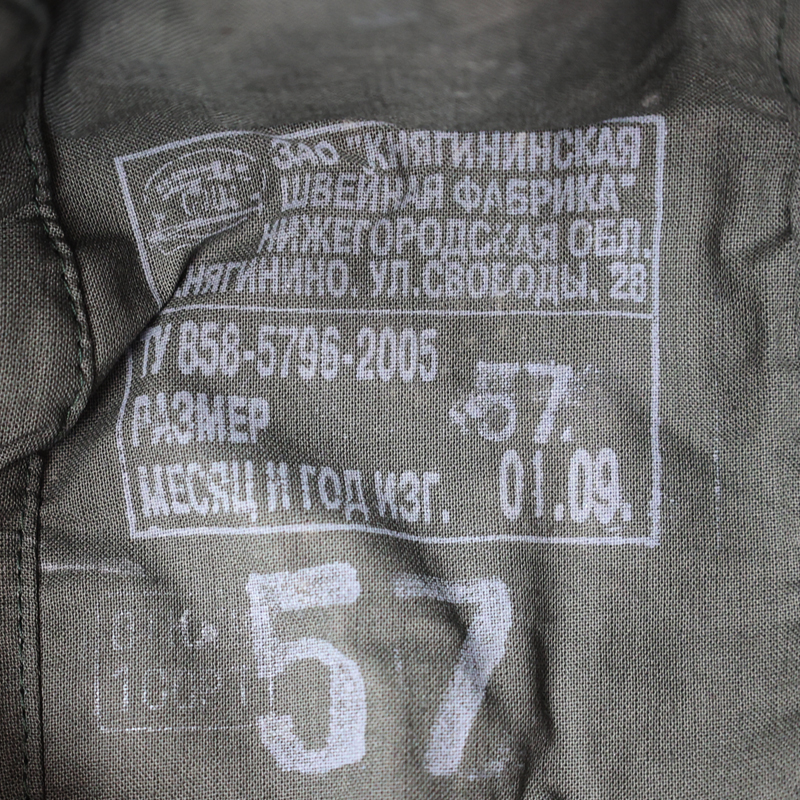 ЗАО "КНЯГИНИНСКАЯ
ШВЕЙНАЯ ФАБРИКА"
НИЖЕГОРОДСКАЯ ОБЛ.
КНЯГИНИНО. УЛ.СВОБОДЫ, 28
ТУ 858-5796-2005
РАЗМЕР 57.
МЕСЯЦ И ГОД ИЗГ. 01.09.
57
1СОРТ